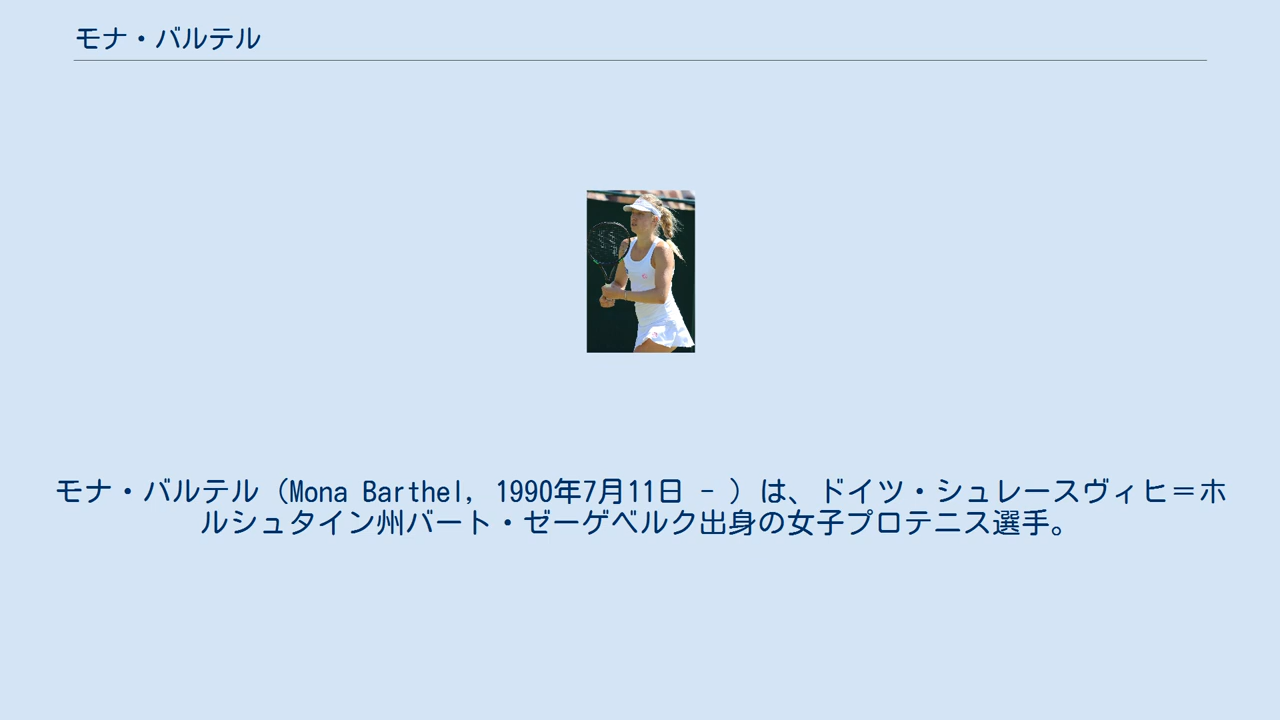 モナ・バルテル
モナ・バルテル（Mona Barthel, 1990年7月11日 - ）は、ドイツ・シュレースヴィヒ＝ホ
ルシュタイン州バート・ゼーゲベルク出身の女子プロテニス選手。